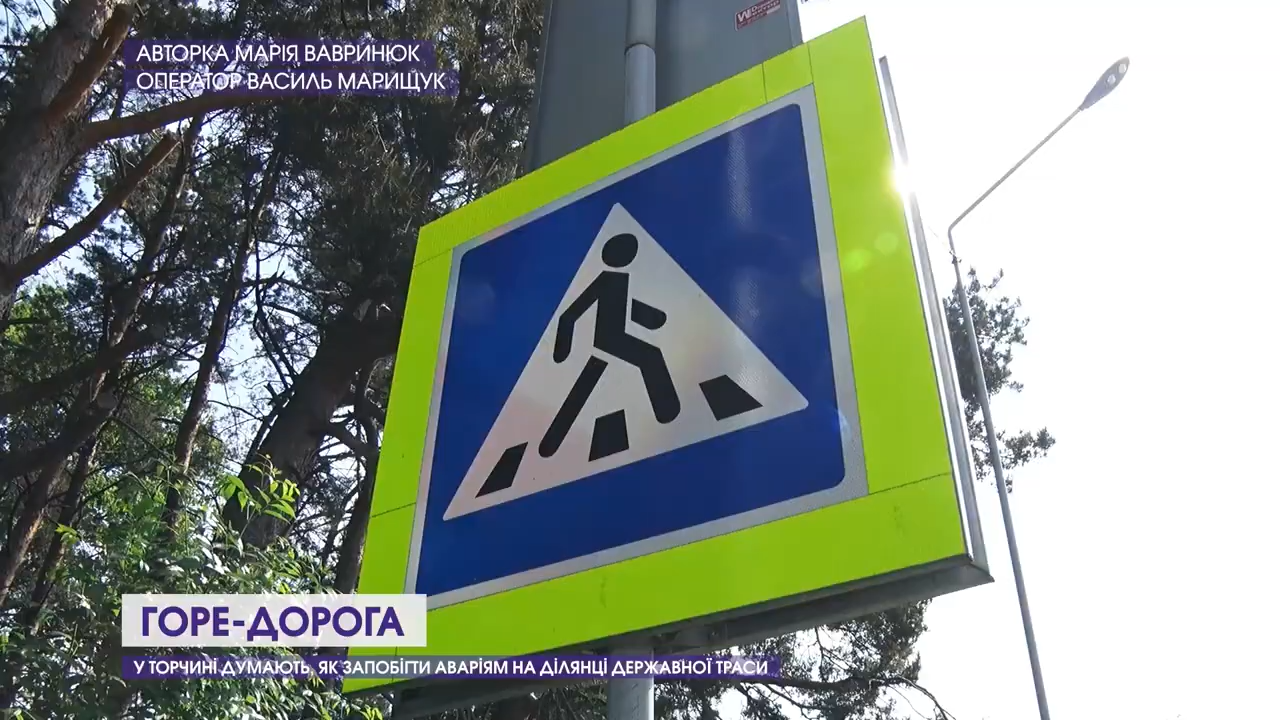 АВТОРКА МАРІЯ ВАВРИНЮК
ОПЕРАТОР ВАСИЛЬ МАРИЩУК
ГОРЕ-ДОРОГА
У ТОРЧИНІ ДУМАЮТЬ, ЯК ЗАПОБІГТИ АВАРІЯМ НА ДІЛЯНЦІ ДЕРЖАВНОЇ ТРАСИ